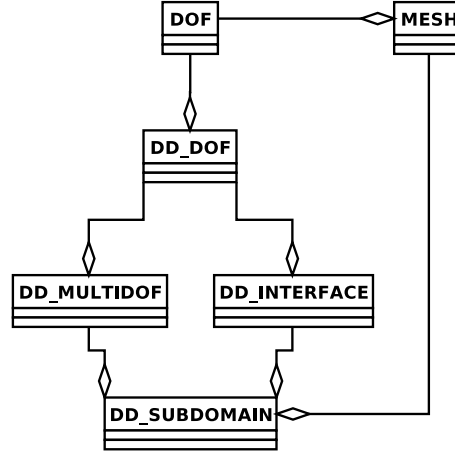 DOF
MESH
DD_DOF
DD_MULTIDOF
DD_INTERFACE
DD_SUBDOMAIN